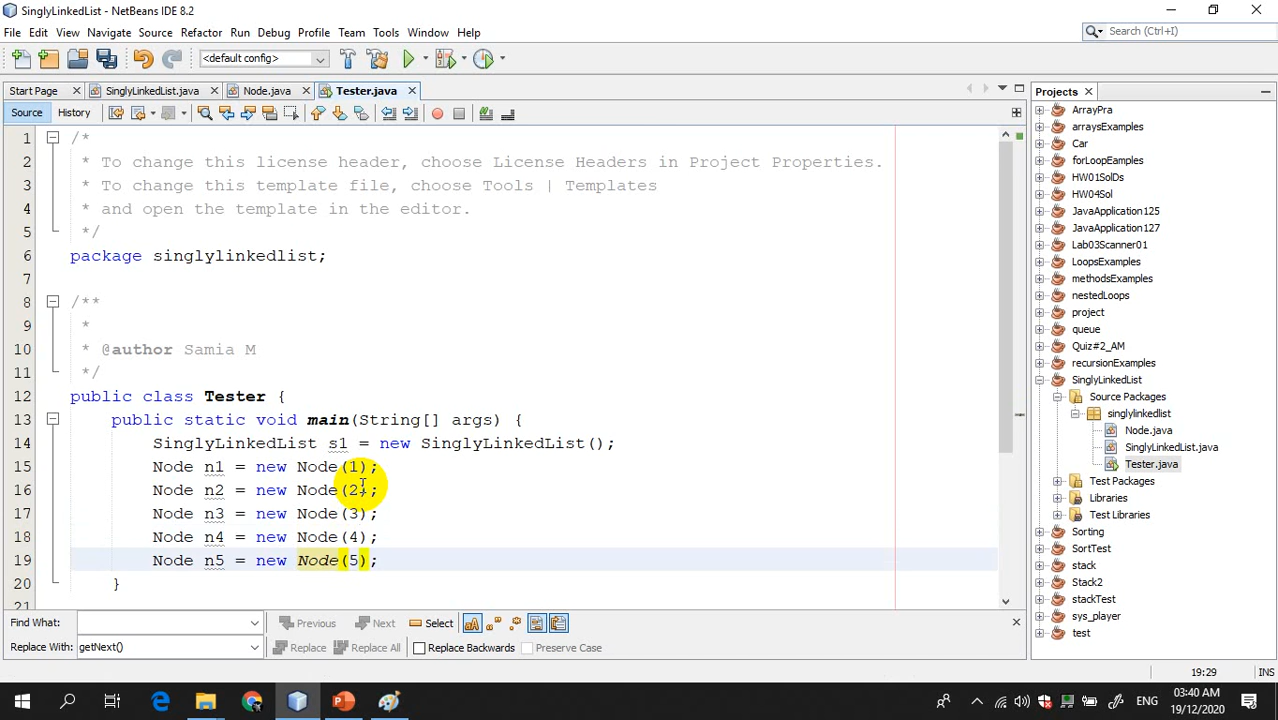 SinglyLinkedList - NetBeans IDE 8.2
File Edit View Navigate Source Refactor Run Debug Profile Team Tools Window Help
Search (Ctrl+I)
<default config>
Start Page SinglyLinkedList.java Node.java Tester.java
Source History
1 /*
2 * To change this license header, choose License Headers in Project Properties.
3 * To change this template file, choose Tools | Templates
4 * and open the template in the editor.
5 */
6 package singlylinkedlist;
7
8 /**
9 *
10 * @author Samia M
11 */
12 public class Tester {
13 public static void main(String[] args) {
14 SinglyLinkedList s1 = new SinglyLinkedList();
15 Node n1 = new Node(1);
16 Node n2 = new Node(2);
17 Node n3 = new Node(3);
18 Node n4 = new Node(4);
19 Node n5 = new Node(5);
20 }
21
Projects
ArrayPra
arraysExamples
Car
forLoopEamples
HW01SolDs
HW04Sol
JavaApplication125
JavaApplication127
Lab03Scanner01
LoopsExamples
methodsExamples
nestedLoops
project
queue
Quiz#2_AM
recursionExamples
SinglyLinkedList
Source Packages
singlylinkedlist
Node.java
SinglyLinkedList.java
Tester.java
Test Packages
Libraries
Test Libraries
Sorting
SortTest
stack
Stack2
stackTest
sys_player
test
Find What: Previous Next Select
Replace With: getNext() Replace Replace All Replace Backwards Preserve Case
19:29 INS
ENG 03:40 AM
19/12/2020